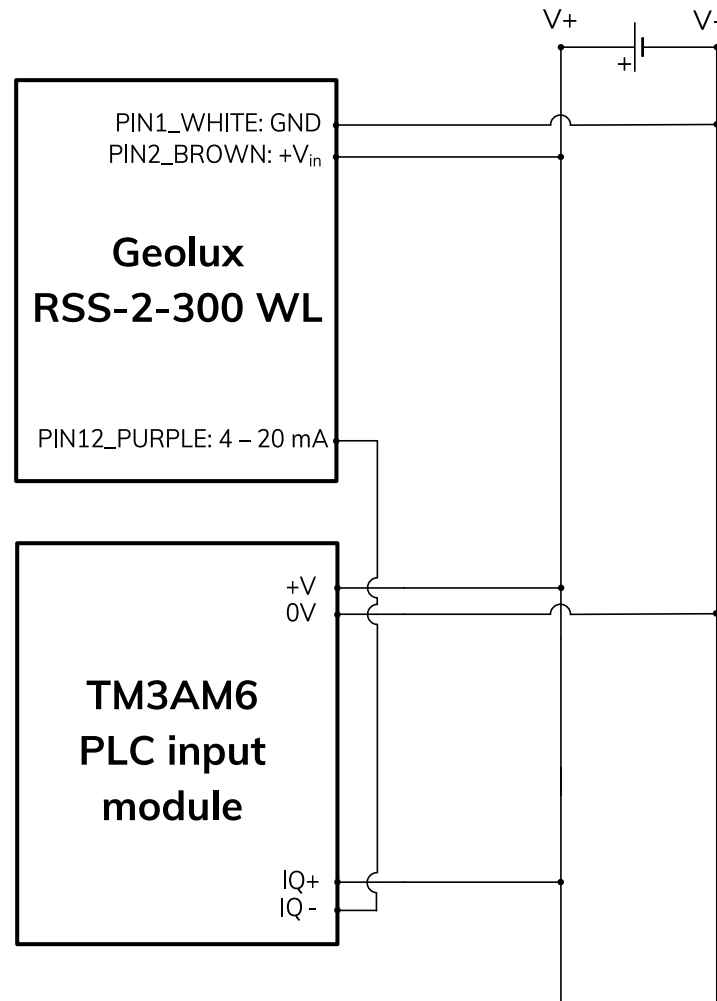 V+
V-
+
PIN1_WHITE: GND
PIN2_BROWN: +Vin
Geolux
RSS-2-300 WL
PIN12_PURPLE: 4 – 20 mA
+V
0V
TM3AM6
PLC input
module
IQ+
IQ -